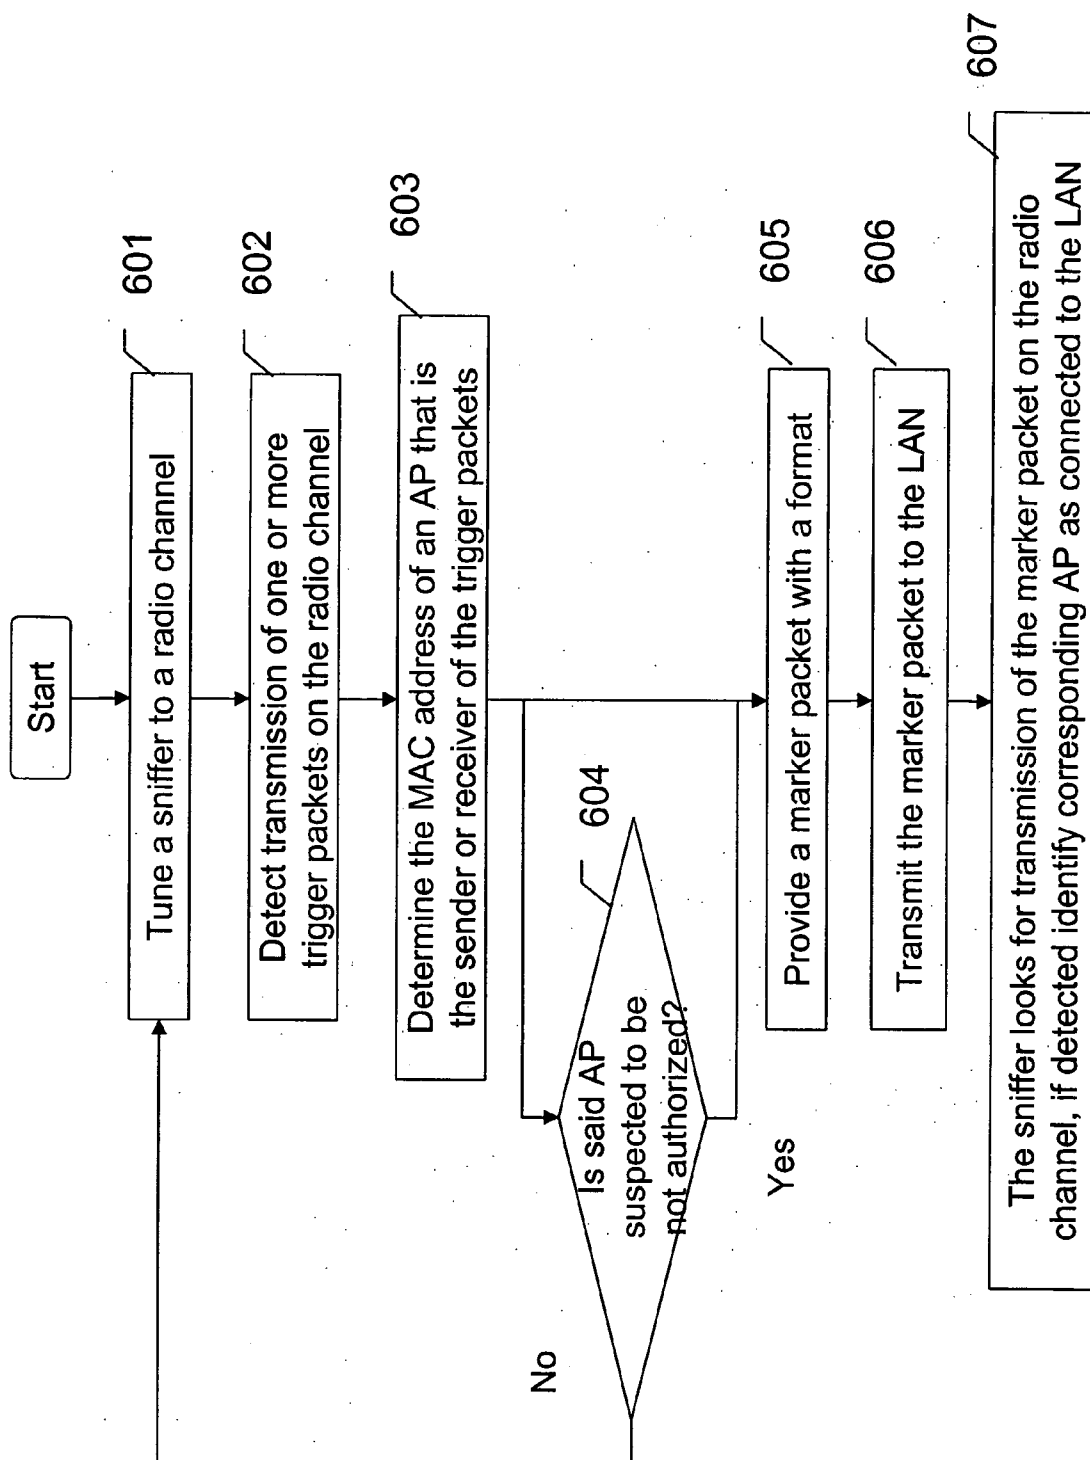 Start
601
Tune a sniffer to a radio channel
602
Detect transmission of one or more
trigger packets on the radio channel
603
Determine the MAC address of an AP that is
the sender or receiver of the trigger packets
604
Is said AP
suspected to be
not authorized?
No
Yes
605
Provide a marker packet with a format
606
Transmit the marker packet to the LAN
607
The sniffer looks for transmission of the marker packet on the radio
channel, if detected identify corresponding AP as connected to the LAN